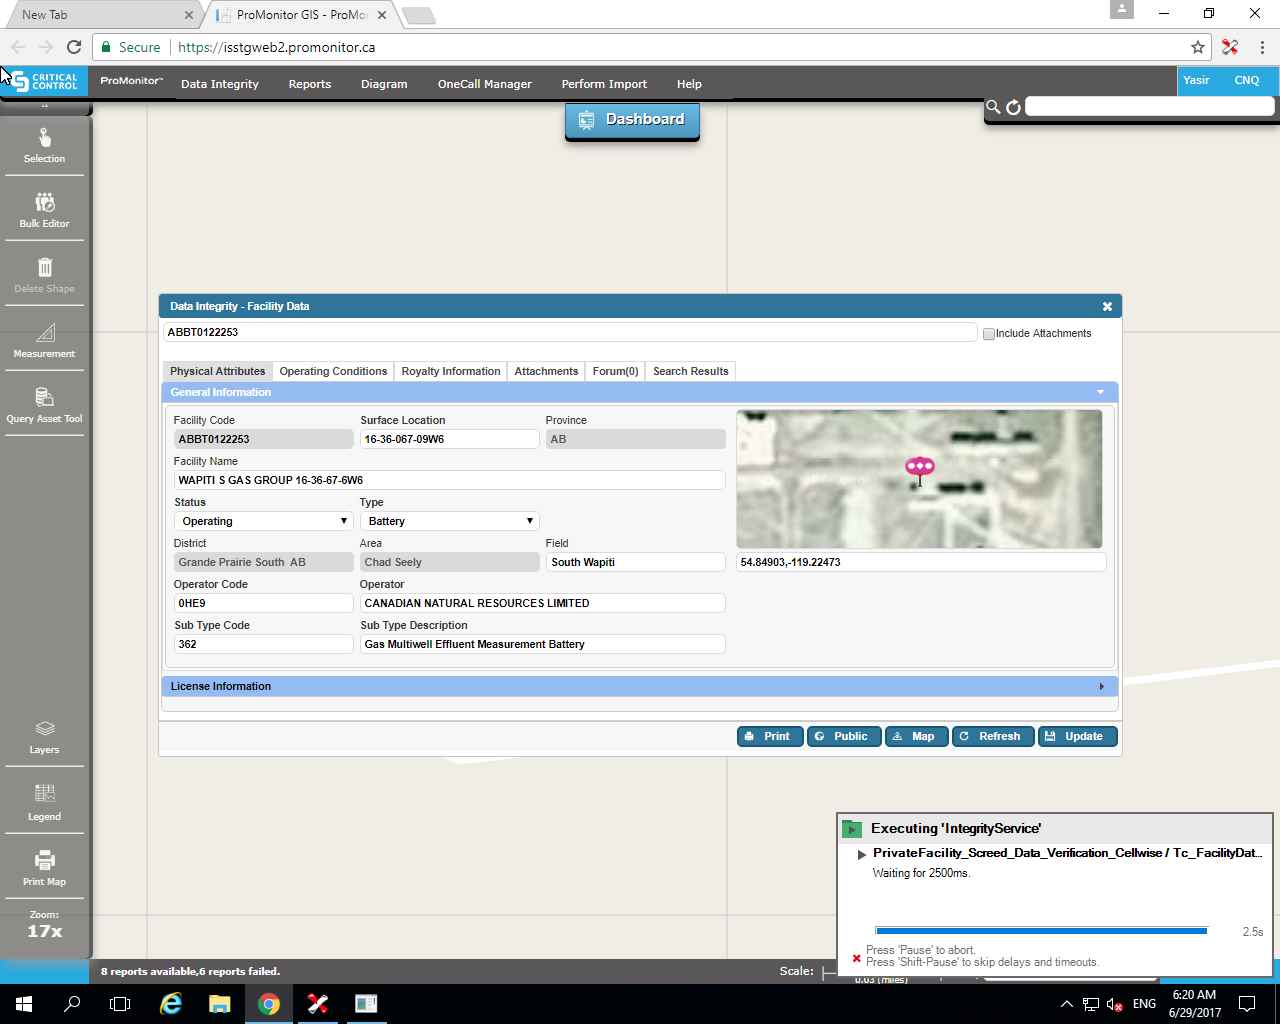 New Tab
ProMonitor GIS - ProMo
Secure
https://isstgweb2.promonitor.ca
CRITICAL CONTROL
ProMonitor™
Data Integrity
Reports
Diagram
OneCall Manager
Perform Import
Help
Yasir
CNQ
Dashboard
Selection
Bulk Editor
Delete Shape
Measurement
Query Asset Tool
Layers
Legend
Print Map
Zoom:
17x
Data Integrity - Facility Data
ABBT0122253
Include Attachments
Physical Attributes
Operating Conditions
Royalty Information
Attachments
Forum(0)
Search Results
General Information
Facility Code
Surface Location
Province
ABBT0122253
16-36-067-09W6
AB
Facility Name
WAPITI S GAS GROUP 16-36-67-6W6
Status
Type
Operating
Battery
District
Area
Field
Grande Prairie South AB
Chad Seely
South Wapiti
54.84903,-119.22473
Operator Code
Operator
0HE9
CANADIAN NATURAL RESOURCES LIMITED
Sub Type Code
Sub Type Description
362
Gas Multiwell Effluent Measurement Battery
License Information
Print
Public
Map
Refresh
Update
Executing 'IntegrityService'
PrivateFacility_Screed_Data_Verification_Cellwise / Tc_FacilityDat...
Waiting for 2500ms.
2.5s
Press 'Pause' to abort.
Press 'Shift-Pause' to skip delays and timeouts.
8 reports available,6 reports failed.
Scale:
0.03 (miles)
ENG
6:20 AM
6/29/2017